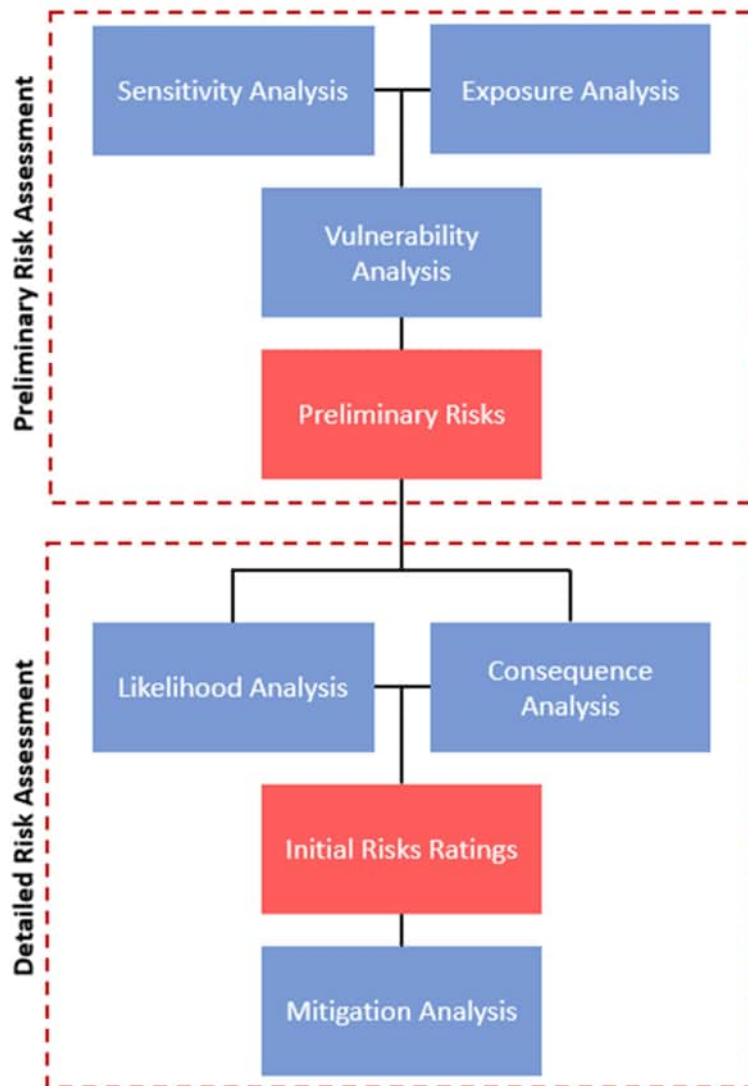 Preliminary Risk Assessment
Sensitivity Analysis
Exposure Analysis
Vulnerability
Analysis
Preliminary Risks
Detailed Risk Assessment
Likelihood Analysis
Consequence
Analysis
Initial Risks Ratings
Mitigation Analysis